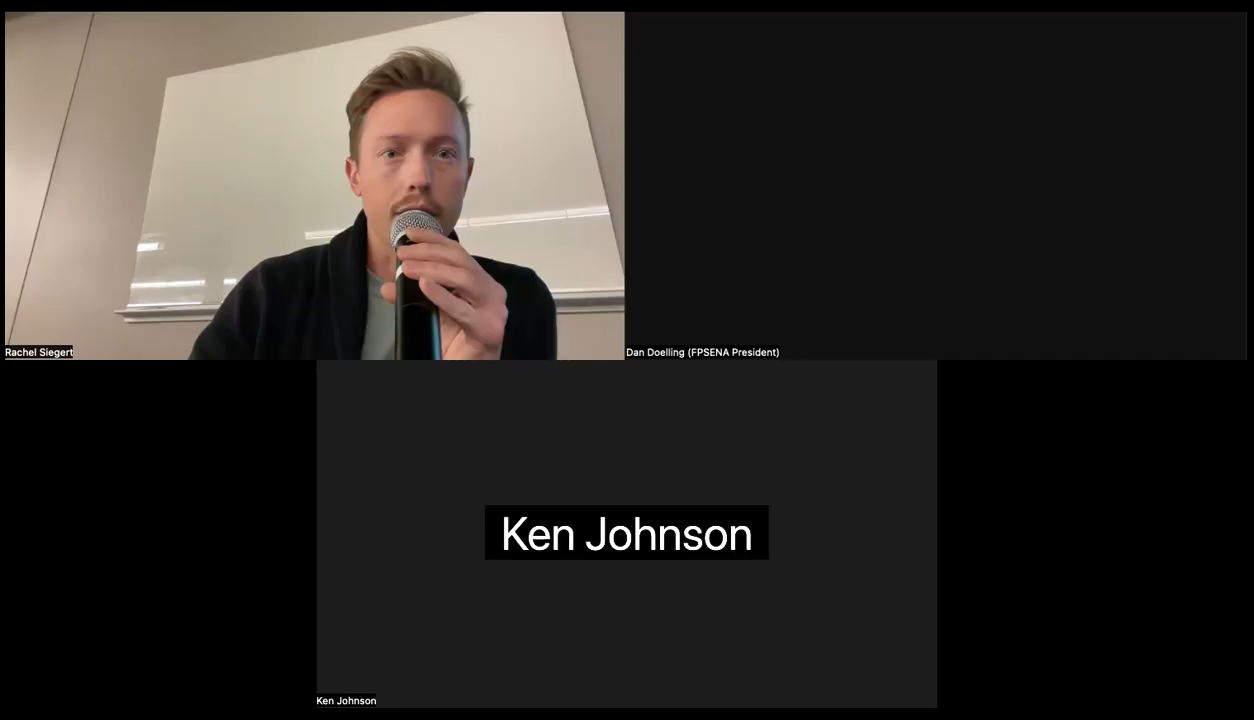 Rachel Siegert
Dan Doelling (FPSENA President)
Ken Johnson
Ken Johnson